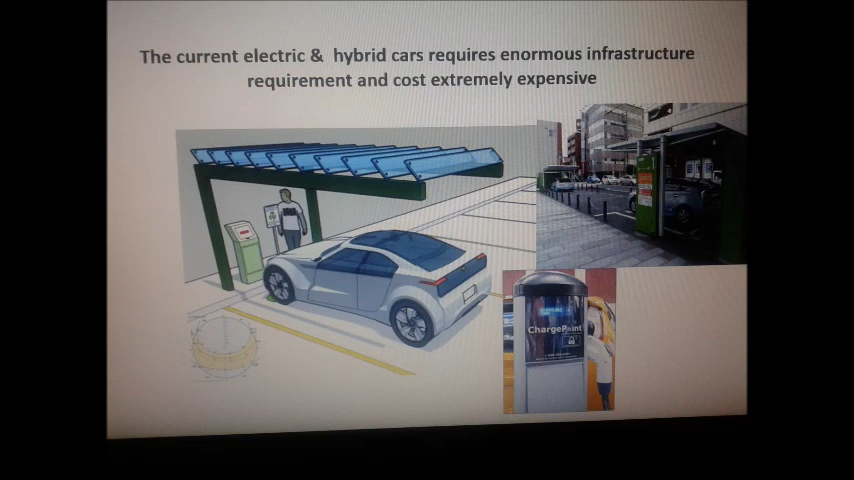 The current electric & hybrid cars requires enormous infrastructure
requirement and cost extremely expensive
ChargePoint